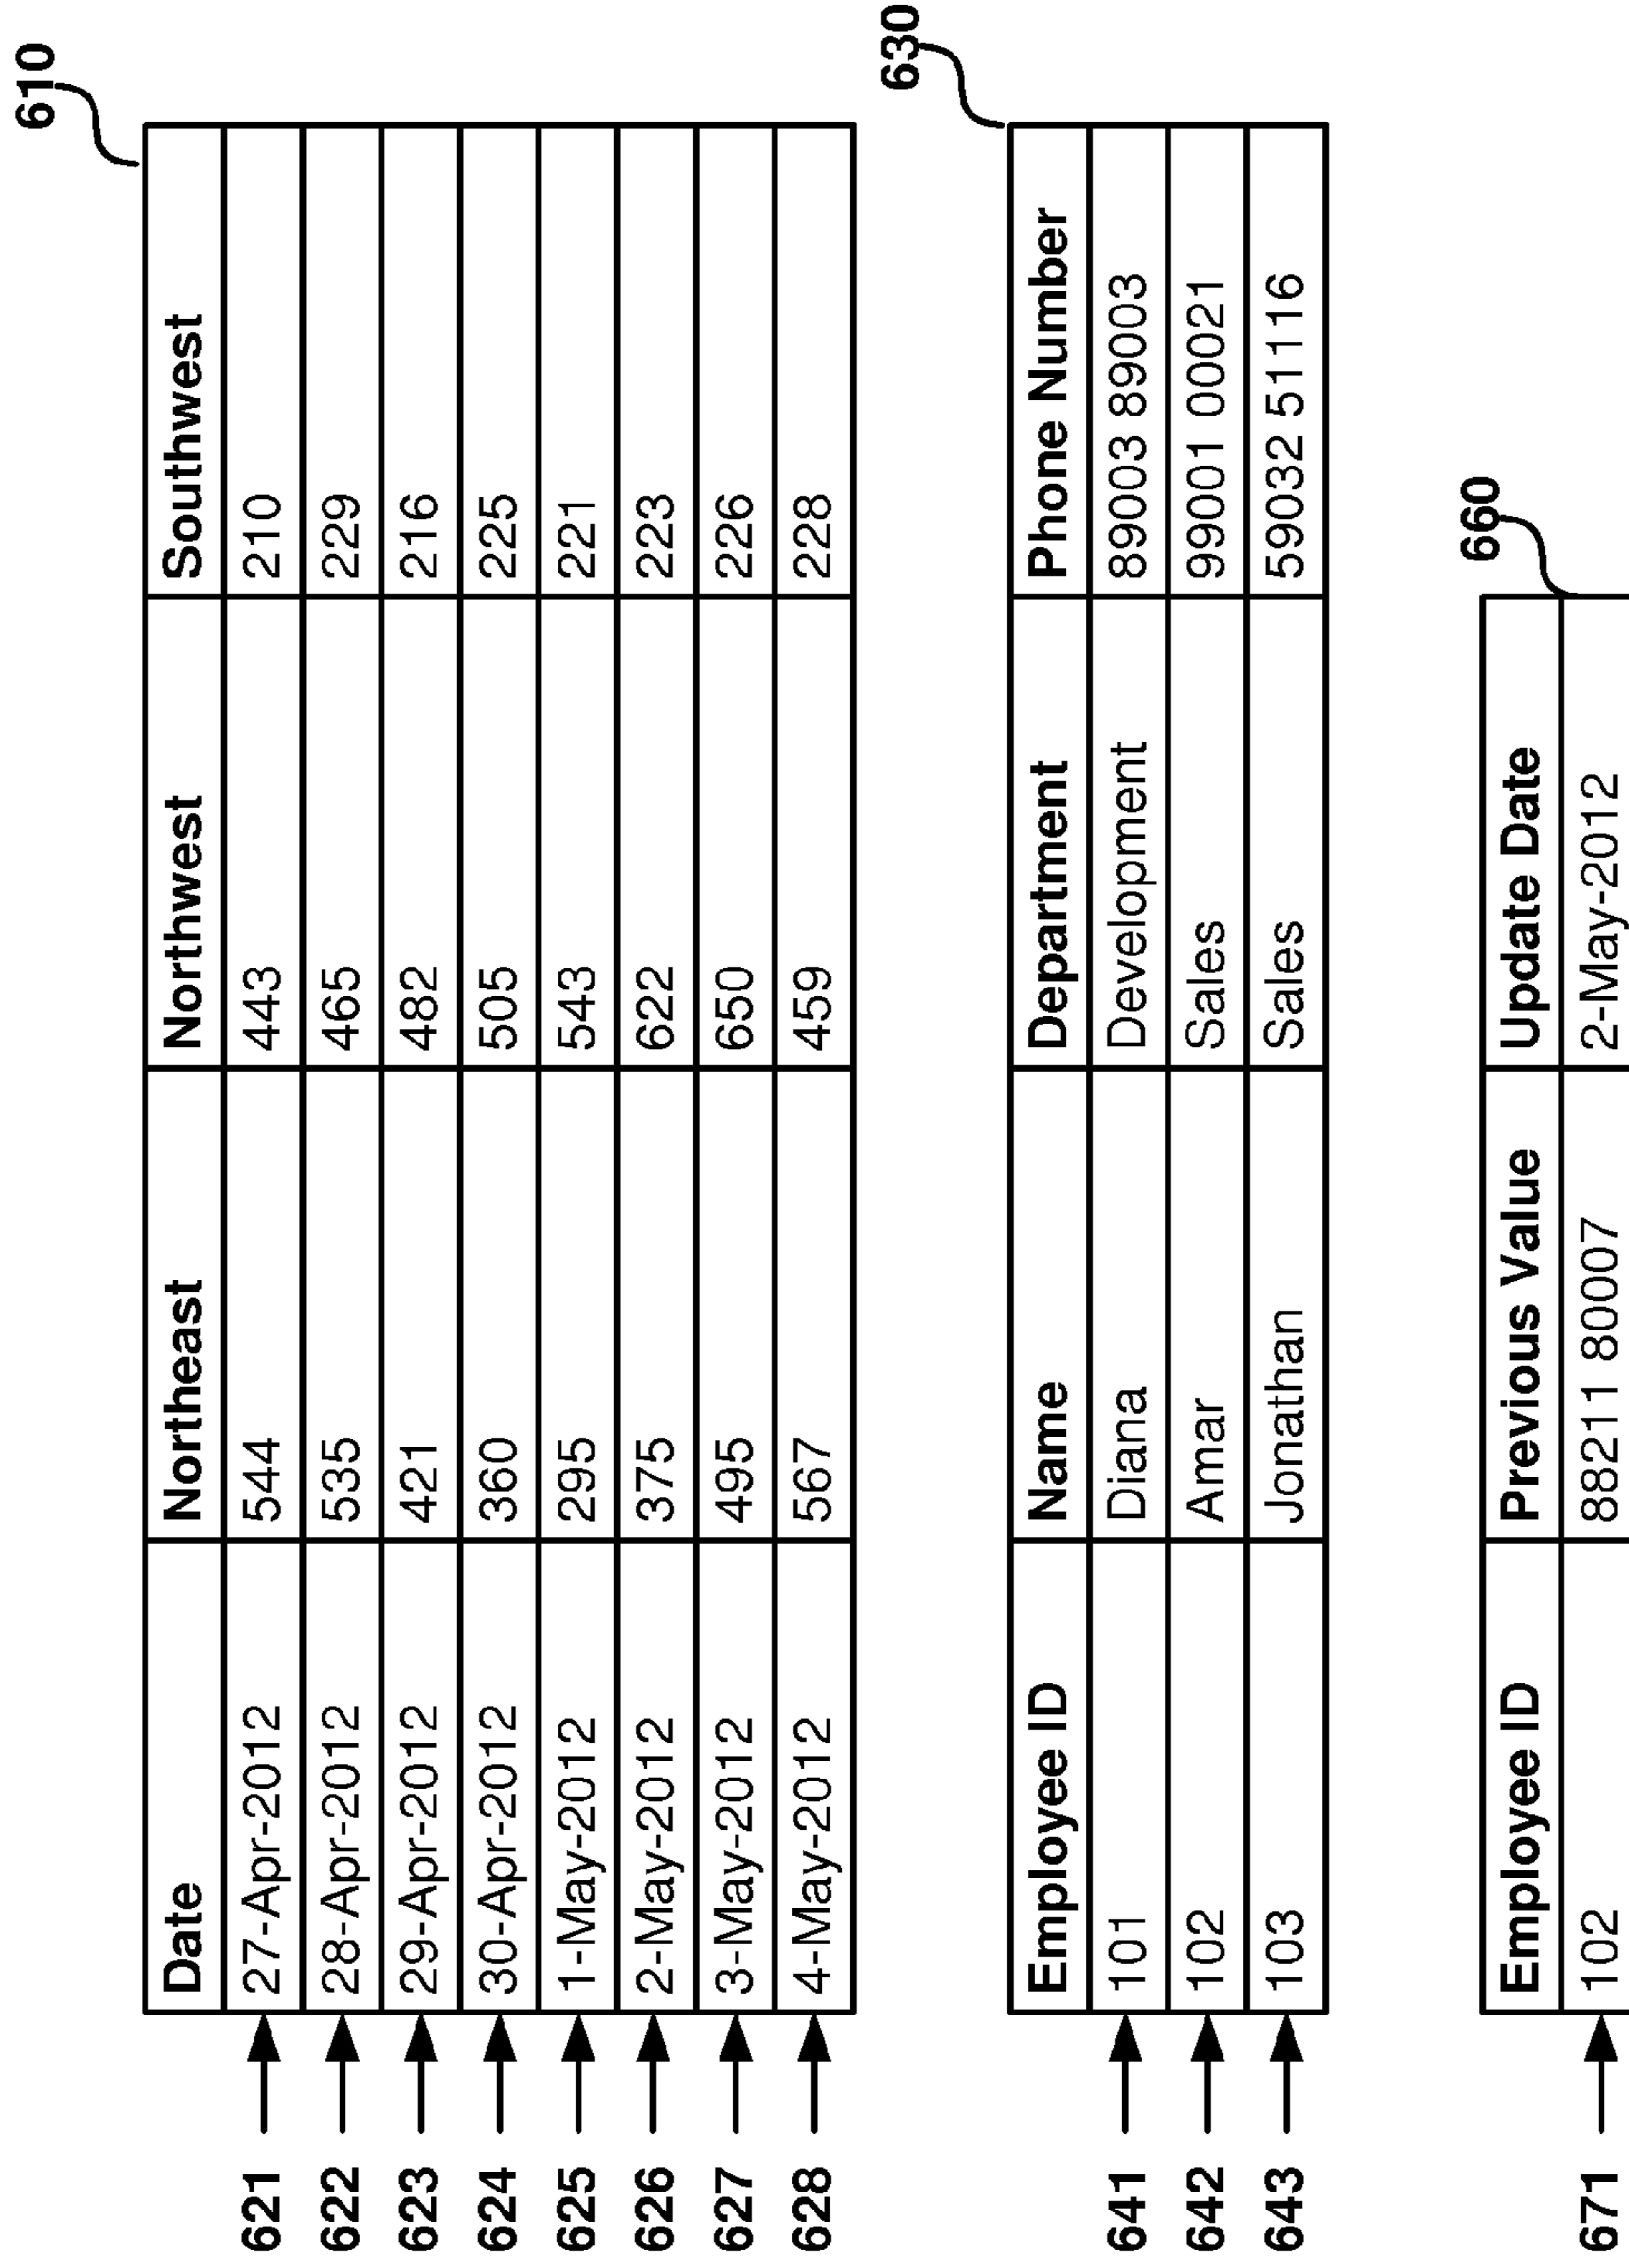 610
Date Northeast Northwest Southwest
621 27-Apr-2012 544 443 210
622 28-Apr-2012 535 465 229
623 29-Apr-2012 421 482 216
624 30-Apr-2012 360 505 225
625 1-May-2012 295 543 221
626 2-May-2012 375 622 223
627 3-May-2012 495 650 226
628 4-May-2012 567 459 228
630
Employee ID Name Department Phone Number
641 101 Diana Development 89003 89003
642 102 Amar Sales 99001 00021
643 103 Jonathan Sales 59032 51116
660
Employee ID Previous Value Update Date
671 102 88211 80007 2-May-2012